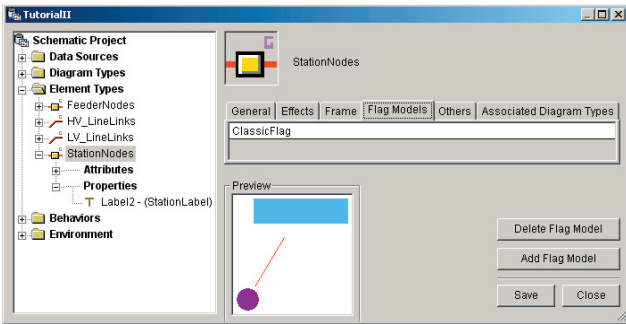 TutorialII
Schematic Project
Data Sources
Diagram Types
Element Types
FeederNodes
HV_LineLinks
LV_LineLinks
StationNodes
Attributes
Properties
T Label2 - (StationLabel)
Behaviors
Environment
G
StationNodes
General Effects Frame Flag Models Others Associated Diagram Types
ClassicFlag
Preview
Delete Flag Model
Add Flag Model
Save Close